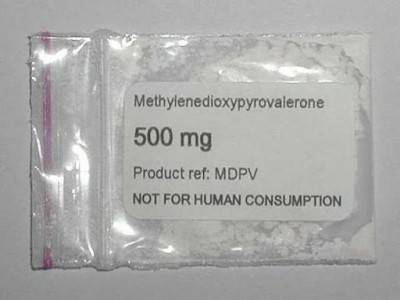 Methylenedioxypyrovalerone
500 mg
Product ref: MDPV
NOT FOR HUMAN CONSUMPTION